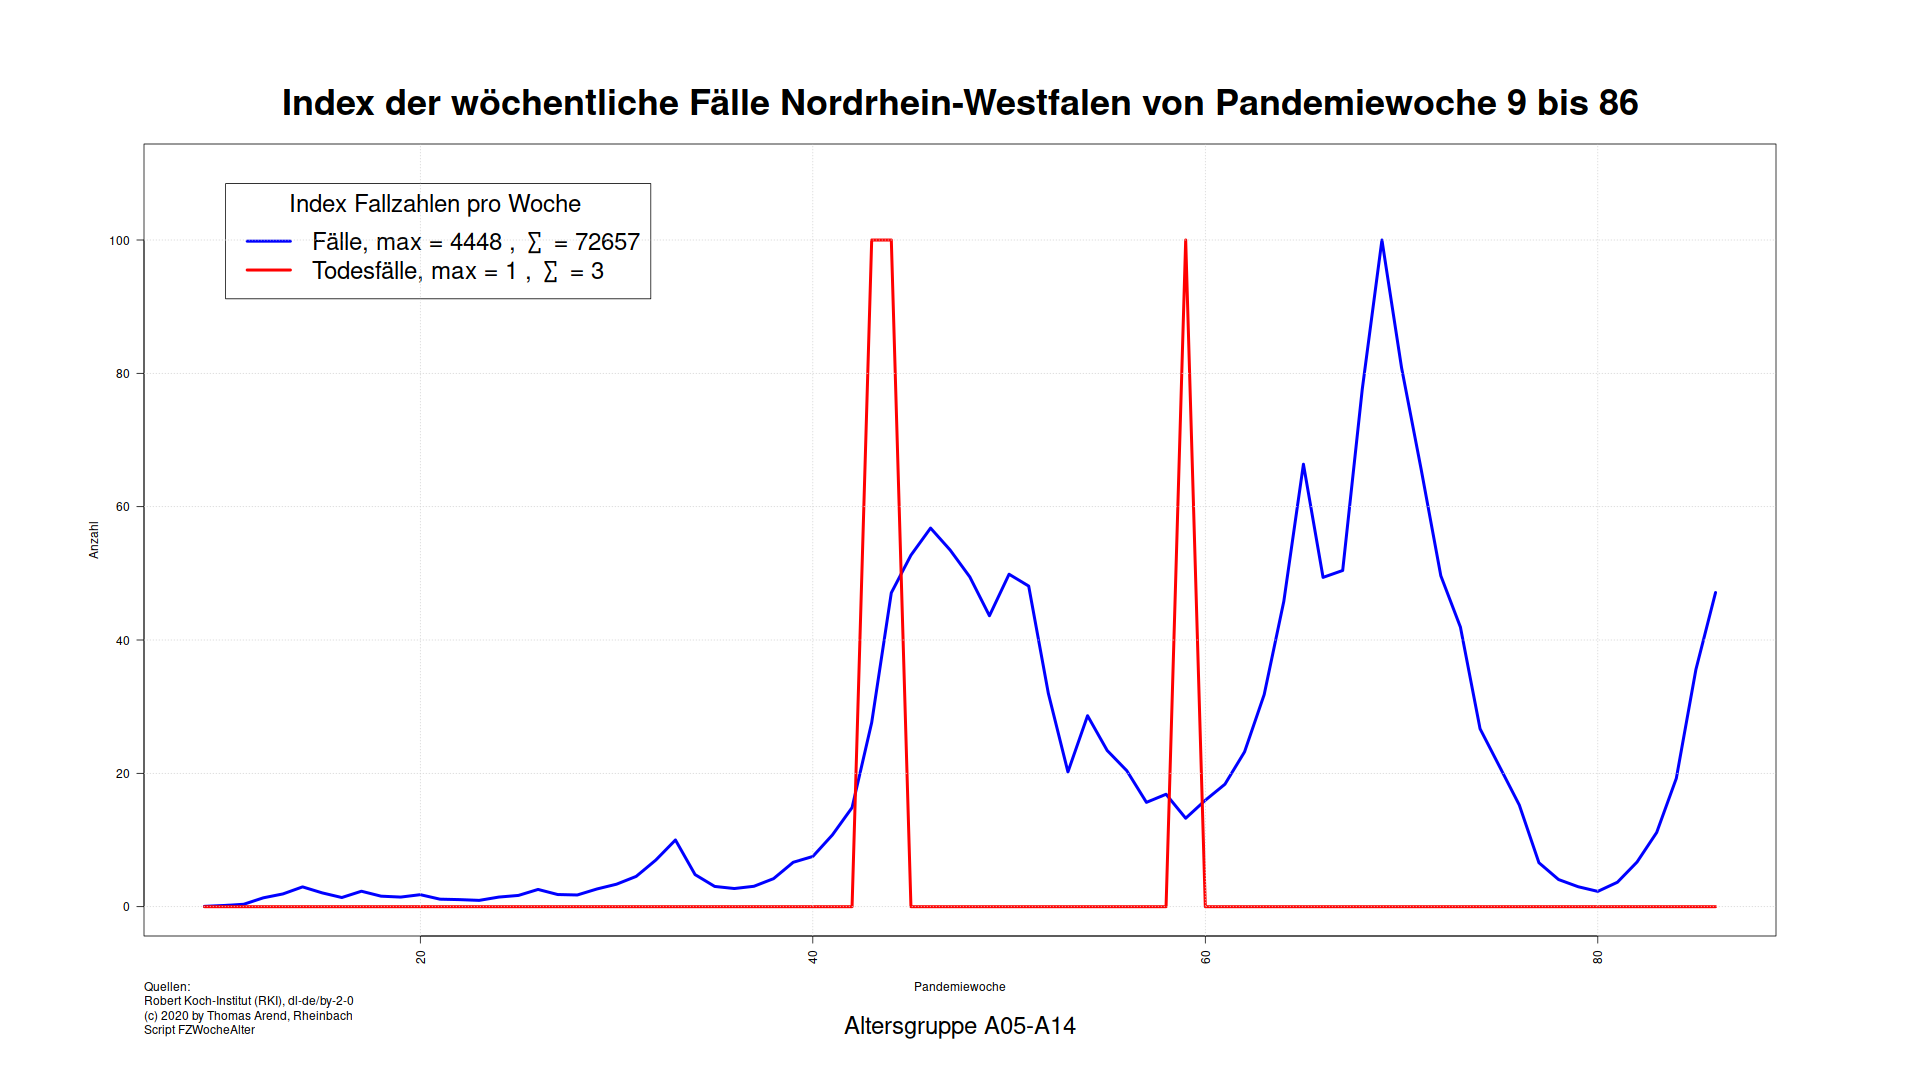 Index der wöchentliche Fälle Nordrhein-Westfalen von Pandemiewoche 9 bis 86
Index Fallzahlen pro Woche
Fälle, max = 4448 , ∑ = 72657
Todesfälle, max = 1 , ∑ = 3
100
80
60
40
20
0
Anzahl
20
40
60
80
Pandemiewoche
Quellen:
Robert Koch-Institut (RKI), dl-de/by-2-0
(c) 2020 by Thomas Arend, Rheinbach
Script FZWocheAlter
Altersgruppe A05-A14